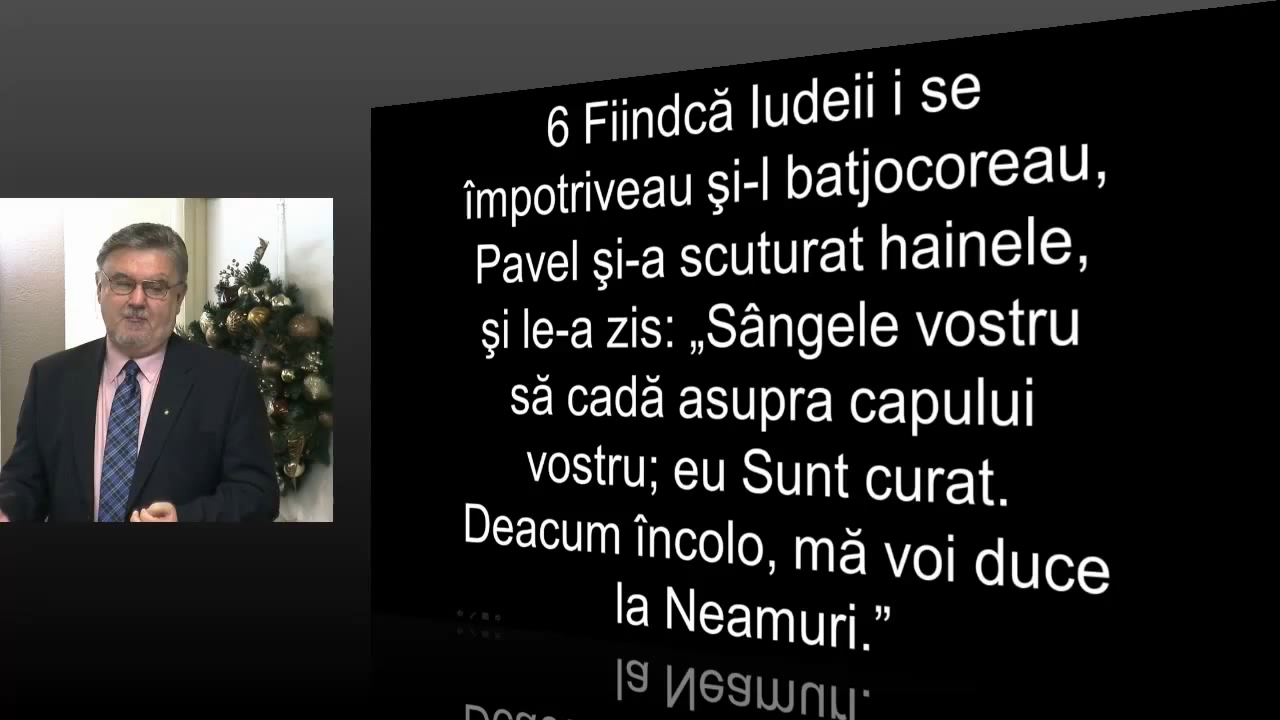 6 Fiindcă Iudeii i se
împotriveau şi-l batjocoreau,
Pavel şi-a scuturat hainele,
şi le-a zis: „Sângele vostru
să cadă asupra capului
vostru; eu Sunt curat.
Deacum încolo, mă voi duce
la Neamuri.”